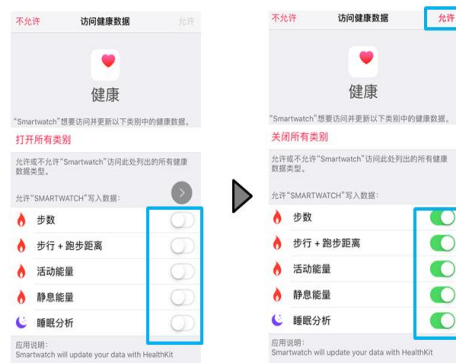 不允许 访问健康数据 允许
健康
"Smartwatch"想要访问并更新以下类别中的健康数据。
打开所有类别
允许或不允许"Smartwatch"访问此处列出的所有健康
数据类型。
允许"SMARTWATCH"写入数据：
步数
步行 + 跑步距离
活动能量
静息能量
睡眠分析
应用说明：
Smartwatch will update your data with HealthKit
不允许 访问健康数据 允许
健康
"Smartwatch"想要访问并更新以下类别中的健康数据。
关闭所有类别
允许或不允许"Smartwatch"访问此处列出的所有健康
数据类型。
允许"SMARTWATCH"写入数据：
步数
步行 + 跑步距离
活动能量
静息能量
睡眠分析
应用说明：
Smartwatch will update your data with HealthKit